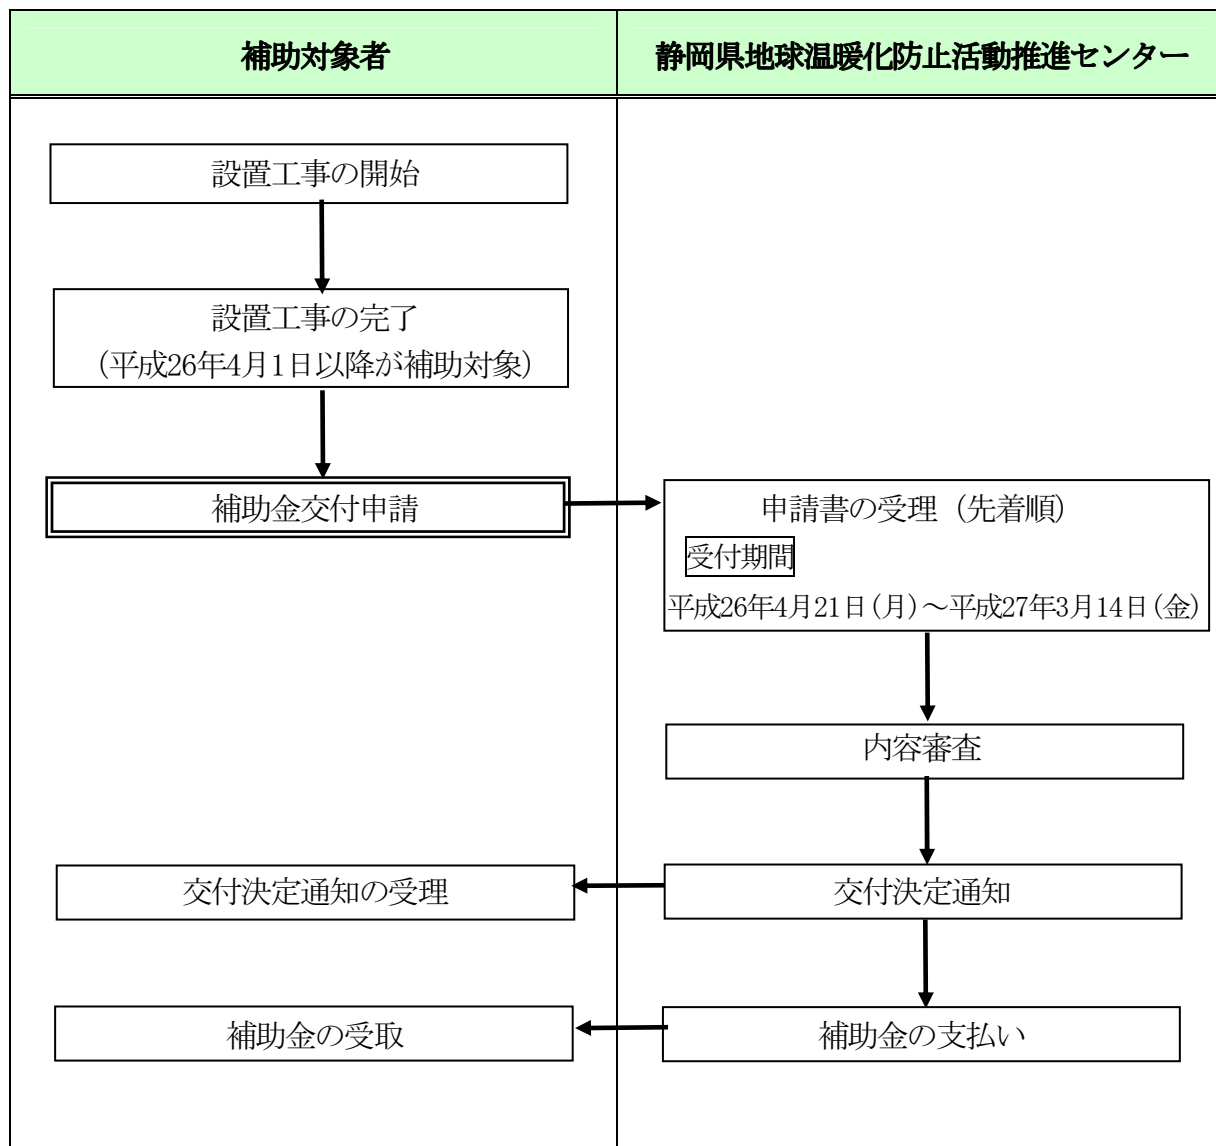 補助対象者
静岡県地球温暖化防止活動推進センター
設置工事の開始
設置工事の完了
（平成26年4月1日以降が補助対象）
補助金交付申請
申請書の受理（先着順）
受付期間
平成26年4月21日(月)～平成27年3月14日(金)
内容審査
交付決定通知の受理
交付決定通知
補助金の受取
補助金の支払い